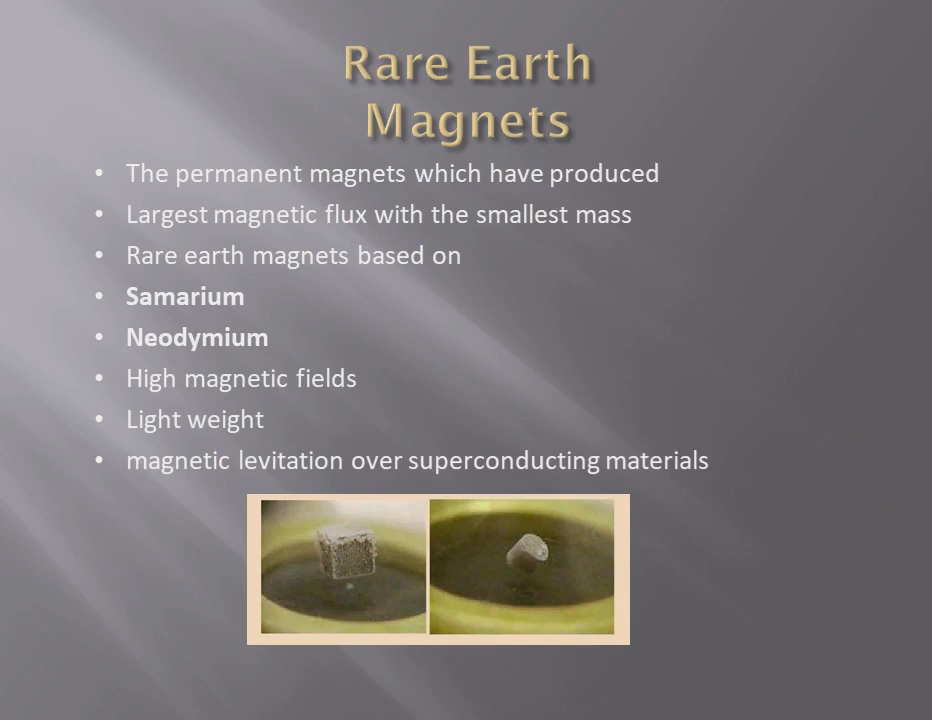 Rare Earth
Magnets
• The permanent magnets which have produced
• Largest magnetic flux with the smallest mass
• Rare earth magnets based on
• Samarium
• Neodymium
• High magnetic fields
• Light weight
• magnetic levitation over superconducting materials